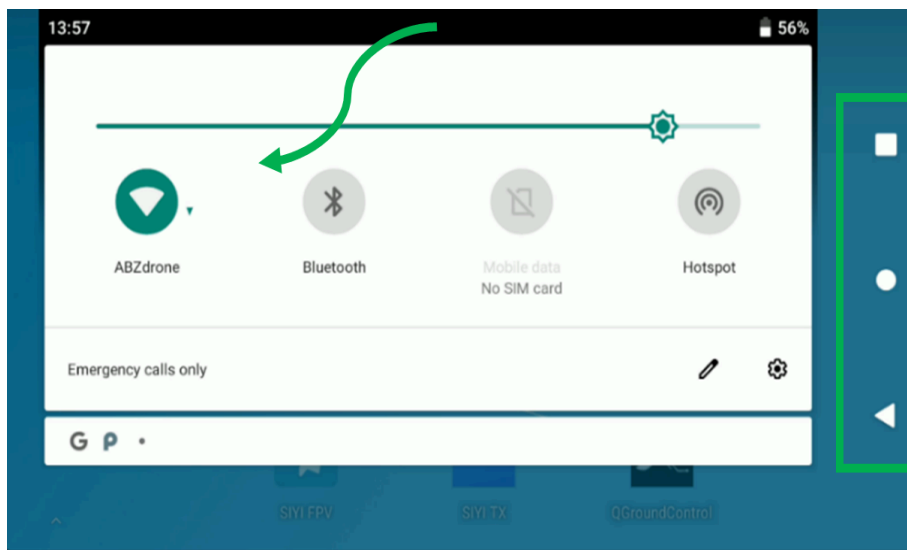 13:57 56%
ABZdrone Bluetooth Mobile data Hotspot
No SIM card
Emergency calls only
G P •
SIYI FPV SIYI TX QGroundControl